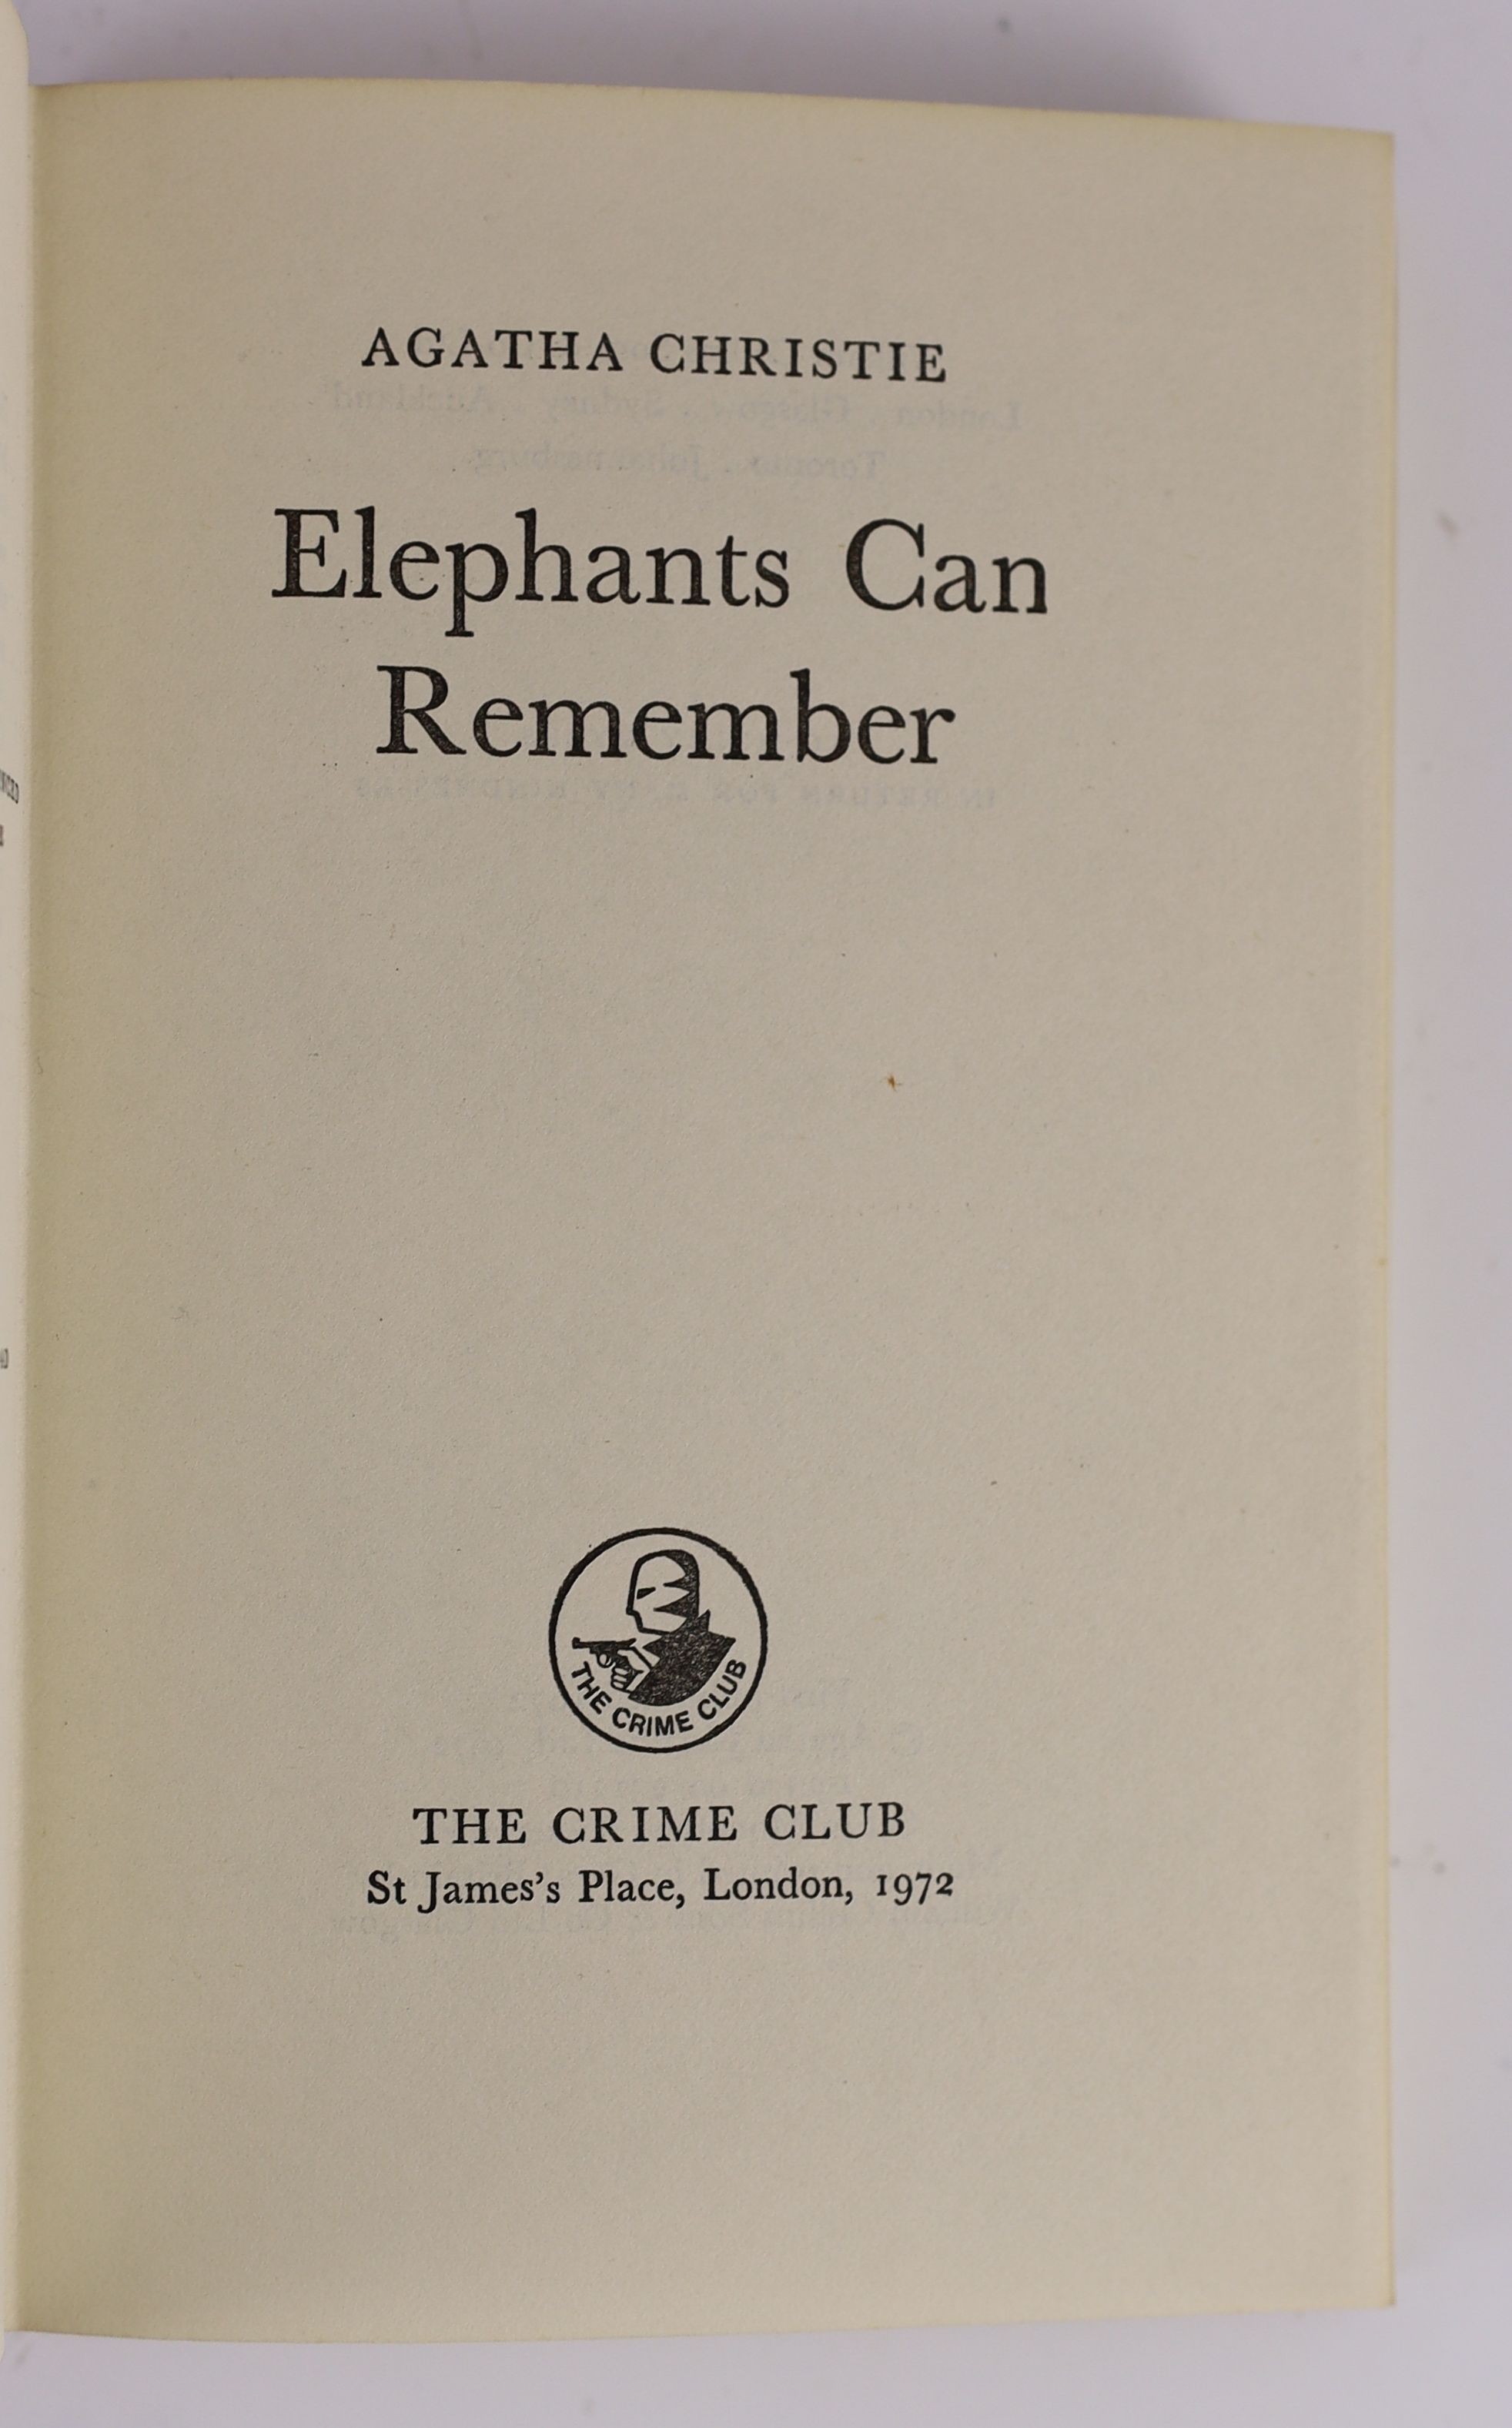 AGATHA CHRISTIE
Elephants Can
Remember
THE CRIME CLUB
THE CRIME CLUB
St James's Place, London, 1972